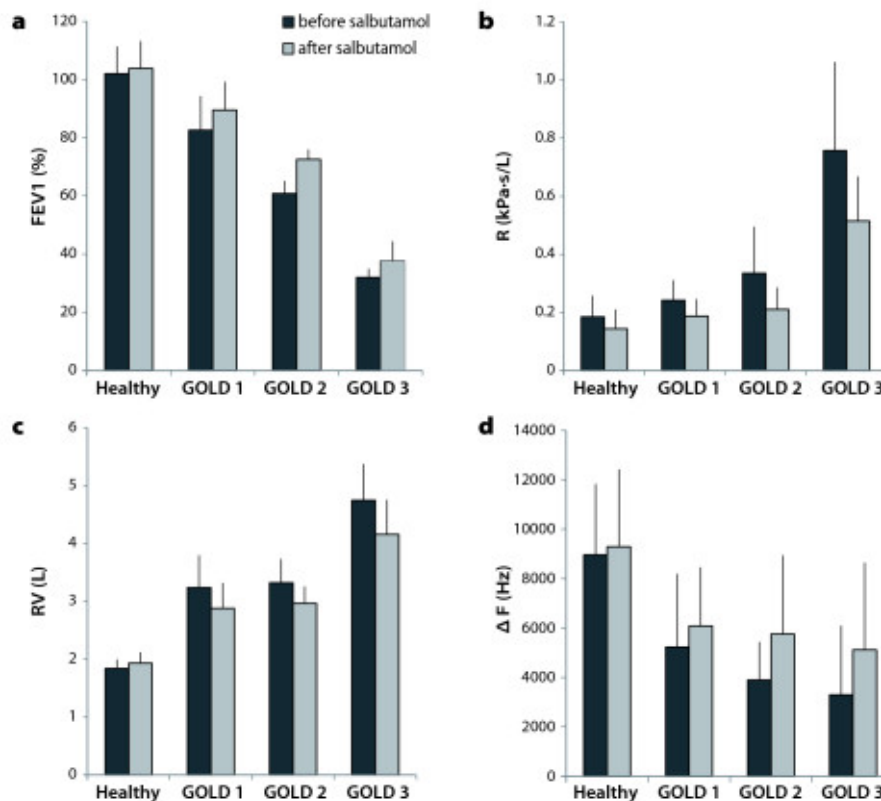 a
before salbutamol
after salbutamol
FEV1 (%)
120
100
80
60
40
20
0
Healthy GOLD 1 GOLD 2 GOLD 3
b
R (kPa·s/L)
1.2
1.0
0.8
0.6
0.4
0.2
0.0
Healthy GOLD 1 GOLD 2 GOLD 3
c
RV (L)
6
5
4
3
2
1
0
Healthy GOLD 1 GOLD 2 GOLD 3
d
Δ F (Hz)
14000
12000
10000
8000
6000
4000
2000
0
Healthy GOLD 1 GOLD 2 GOLD 3